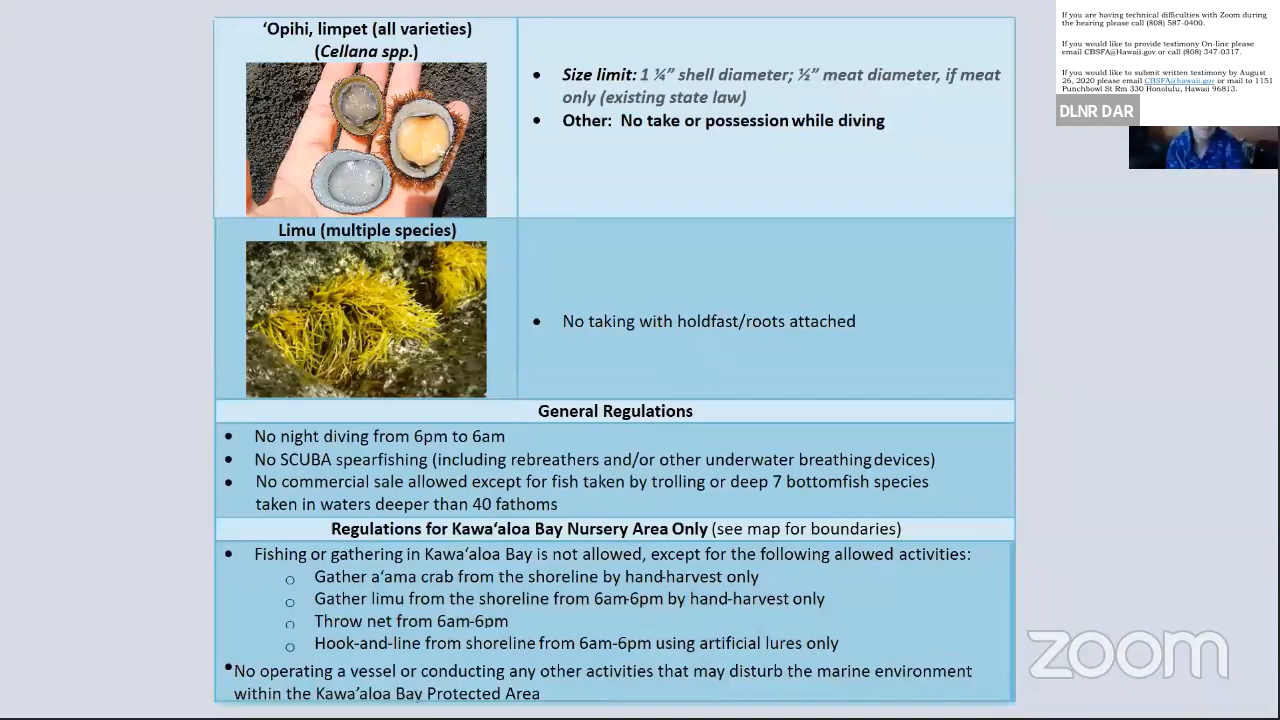 ʻOpihi, limpet (all varieties)
(Cellana spp.)
• Size limit: 1 ¼” shell diameter; ½” meat diameter, if meat
only (existing state law)
• Other: No take or possession while diving
Limu (multiple species)
• No taking with holdfast/roots attached
General Regulations
• No night diving from 6pm to 6am
• No SCUBA spearfishing (including rebreathers and/or other underwater breathing devices)
• No commercial sale allowed except for fish taken by trolling or deep 7 bottomfish species
taken in waters deeper than 40 fathoms
Regulations for Kawaʻaloa Bay Nursery Area Only (see map for boundaries)
• Fishing or gathering in Kawaʻaloa Bay is not allowed, except for the following allowed activities:
o Gather aʻama crab from the shoreline by hand-harvest only
o Gather limu from the shoreline from 6am-6pm by hand-harvest only
o Throw net from 6am-6pm
o Hook-and-line from shoreline from 6am-6pm using artificial lures only
• No operating a vessel or conducting any other activities that may disturb the marine environment
within the Kawa’aloa Bay Protected Area
If you are having technical difficulties with Zoom during
the hearing please call (808) 587-0400.
If you would like to provide testimony On-line please
email CBSFA@Hawaii.gov or call (808) 347-0317.
If you would like to submit written testimony by August
26, 2020 please email CBSFA@hawaii.gov or mail to 1151
Punchbowl St Rm 330 Honolulu, Hawaii 96813.
DLNR DAR
zoom